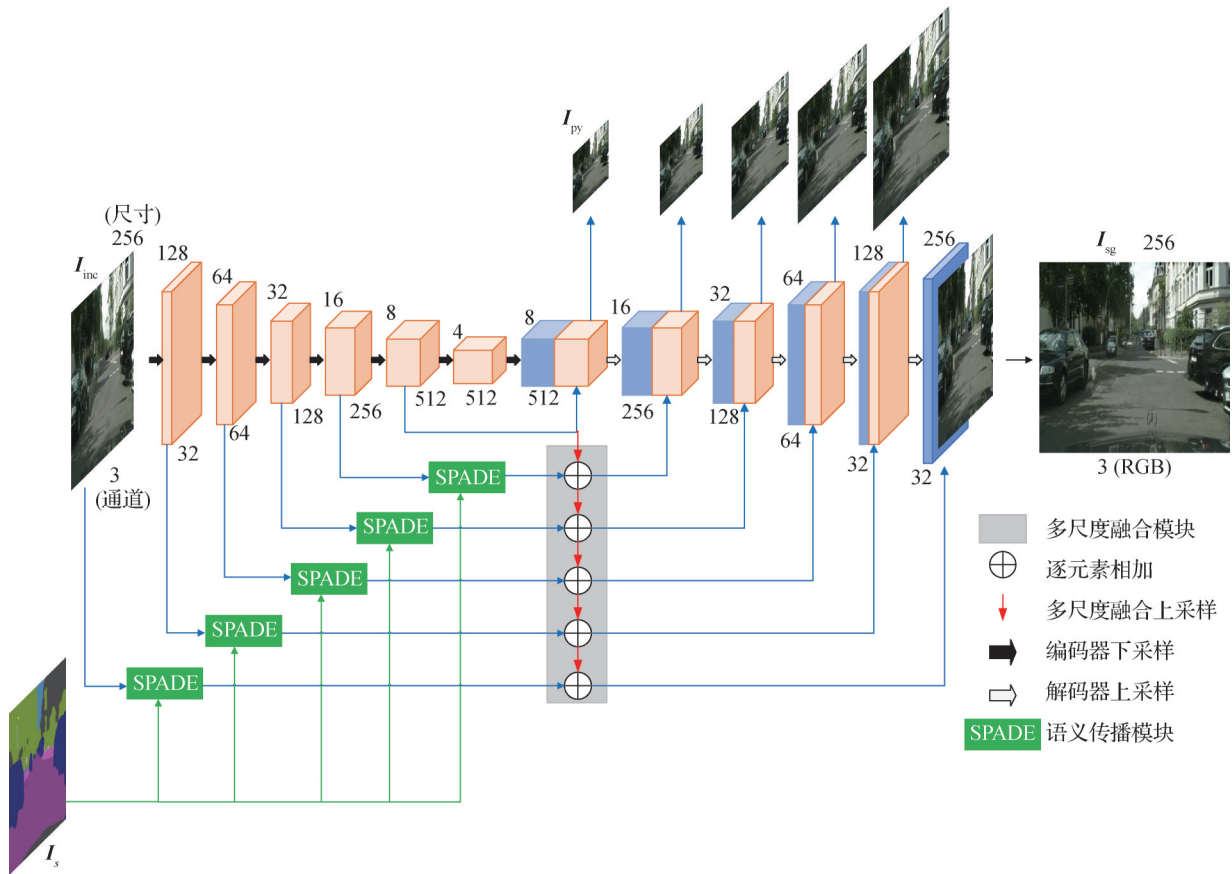 I_py
(尺寸)
256
I_inc
128
64
32
16
8
4
8
16
32
64
128
256
I_sg 256
3
(通道)
32
64
128
256
512
512
512
256
128
64
32
32
3 (RGB)
SPADE
SPADE
SPADE
SPADE
SPADE
I_s
多尺度融合模块
逐元素相加
多尺度融合上采样
编码器下采样
解码器上采样
SPADE 语义传播模块